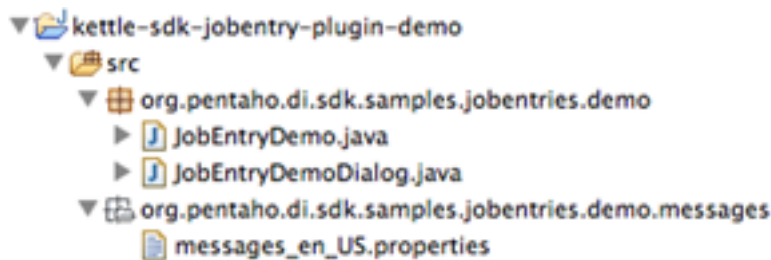 kettle-sdk-jobentry-plugin-demo
src
org.pentaho.di.sdk.samples.jobentries.demo
JobEntryDemo.java
JobEntryDemoDialog.java
org.pentaho.di.sdk.samples.jobentries.demo.messages
messages_en_US.properties